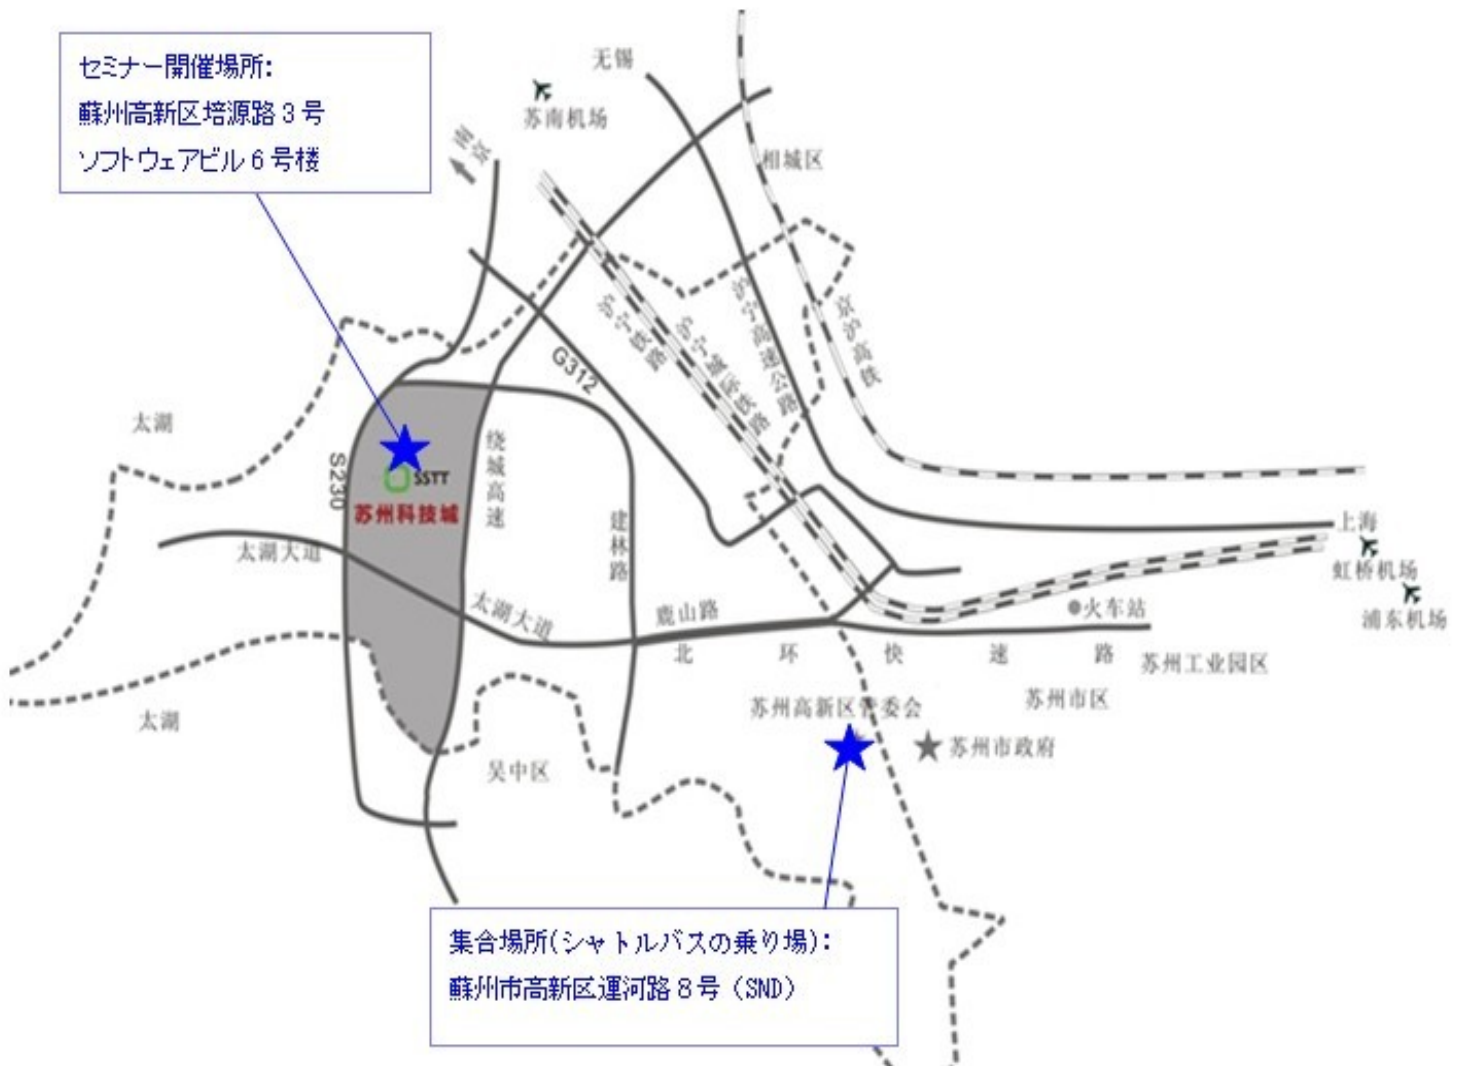 セミナー開催場所:
蘇州高新区培源路3号
ソフトウェアビル6号楼
无锡
苏南机场
南京
相城区
沪宁铁路
沪宁城际铁路
沪宁高速公路
京沪高铁
G312
太湖
S230
SSTT
苏州科技城
绕城高速
建林路
太湖大道
太湖大道
鹿山路
北环快速路
上海
虹桥机场
浦东机场
火车站
苏州工业园区
苏州市区
苏州高新区管委会
苏州市政府
太湖
吴中区
集合場所(シャトルバスの乗り場):
蘇州市高新区運河路8号（SND）